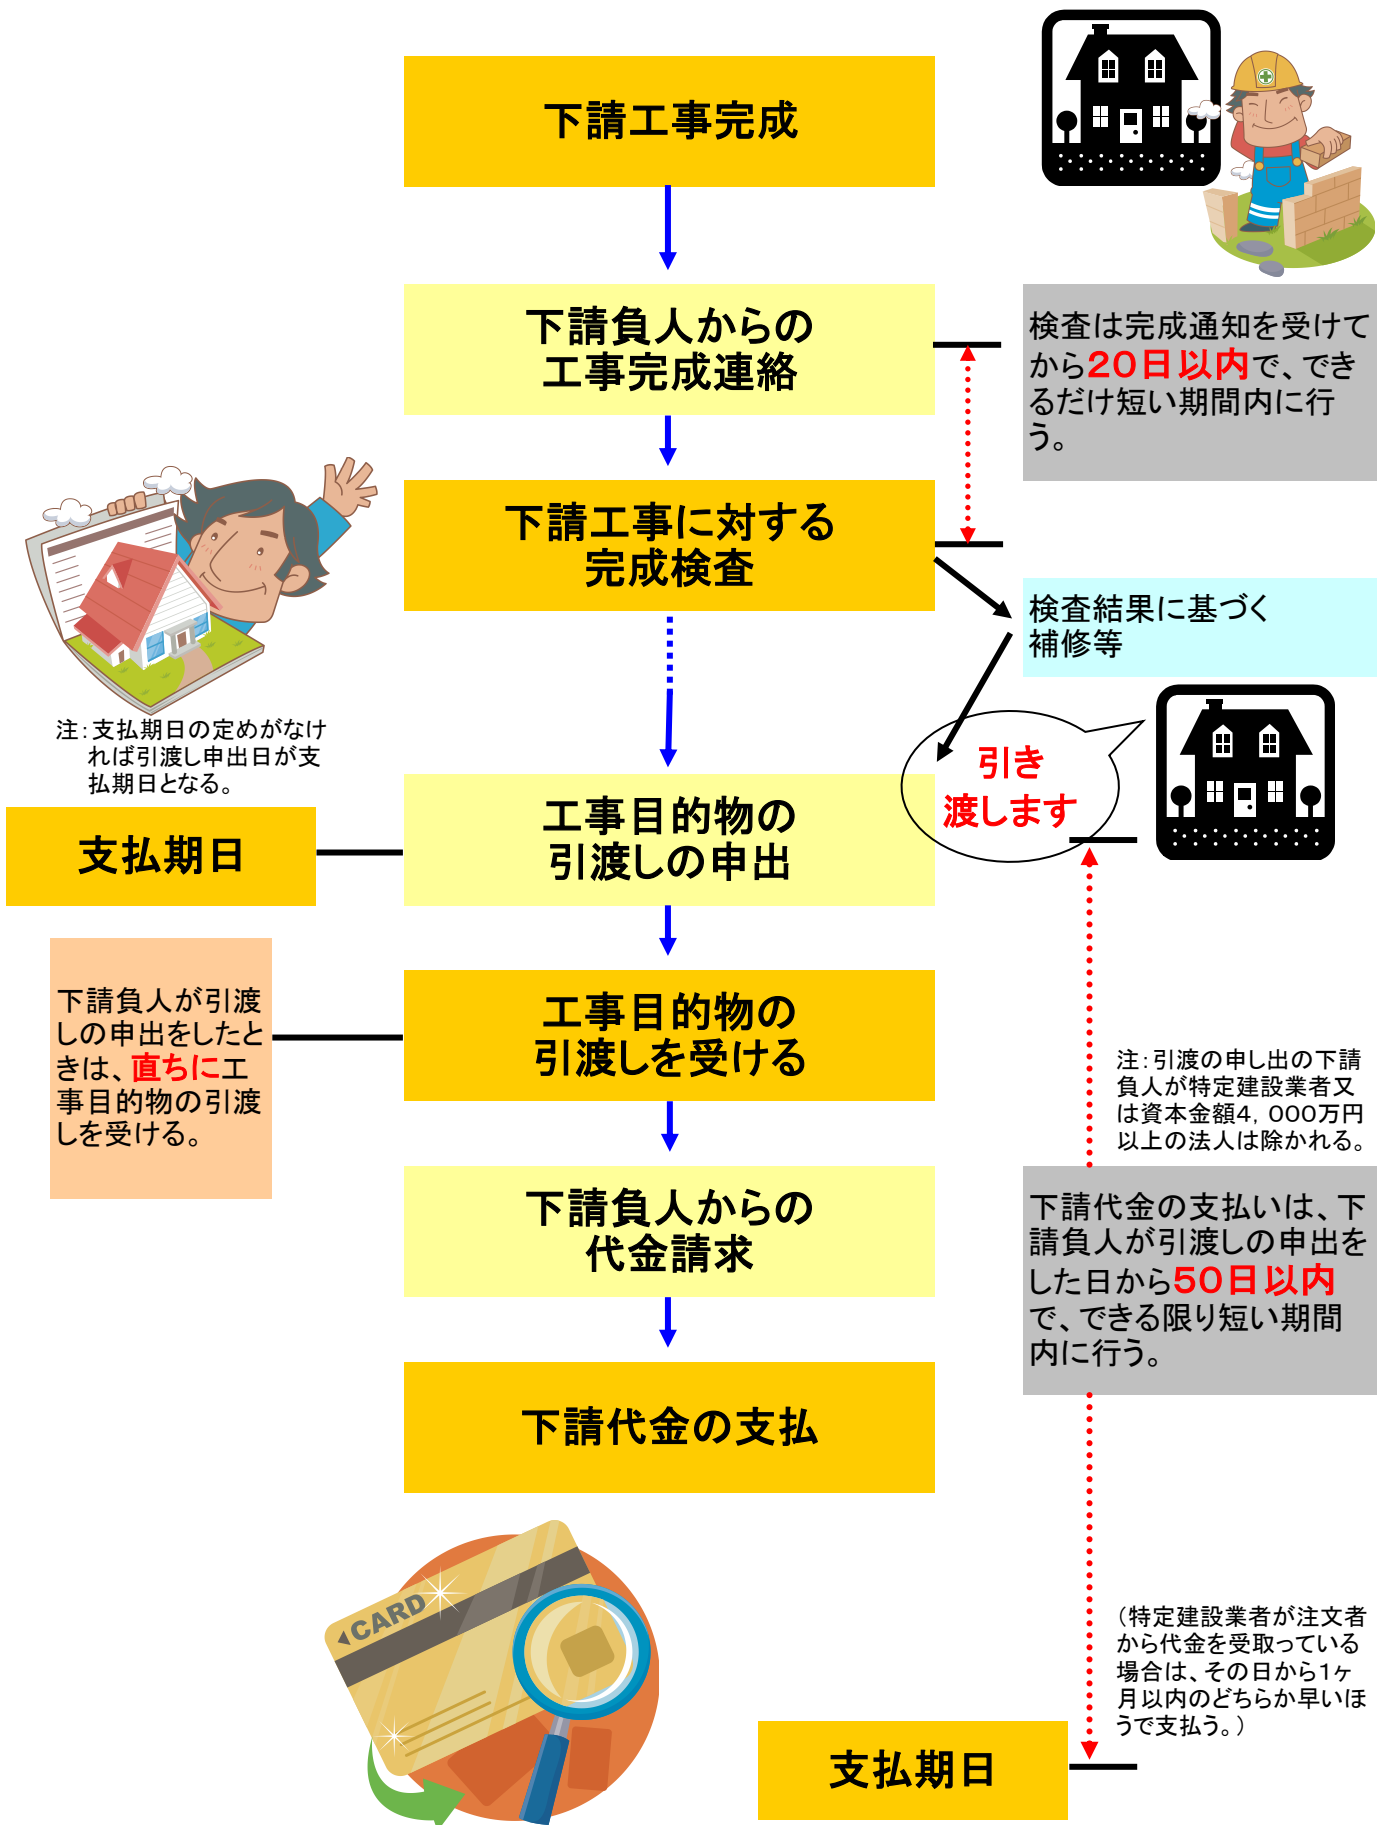 下請工事完成
下請負人からの
工事完成連絡
検査は完成通知を受けて
から20日以内で、でき
るだけ短い期間内に行
う。
下請工事に対する
完成検査
検査結果に基づく
補修等
注：支払期日の定めがなけ
れば引渡し申出日が支
払期日となる。
引き
渡します
支払期日
工事目的物の
引渡しの申出
下請負人が引渡
しの申出をしたと
きは、直ちに工
事目的物の引渡
しを受ける。
工事目的物の
引渡しを受ける
注：引渡の申し出の下請
負人が特定建設業者又
は資本金額4，000万円
以上の法人は除かれる。
下請負人からの
代金請求
下請代金の支払いは、下
請負人が引渡しの申出を
した日から50日以内
で、できる限り短い期間
内に行う。
下請代金の支払
CARD
（特定建設業者が注文者
から代金を受取っている
場合は、その日から1ヶ
月以内のどちらか早いほ
うで支払う。）
支払期日